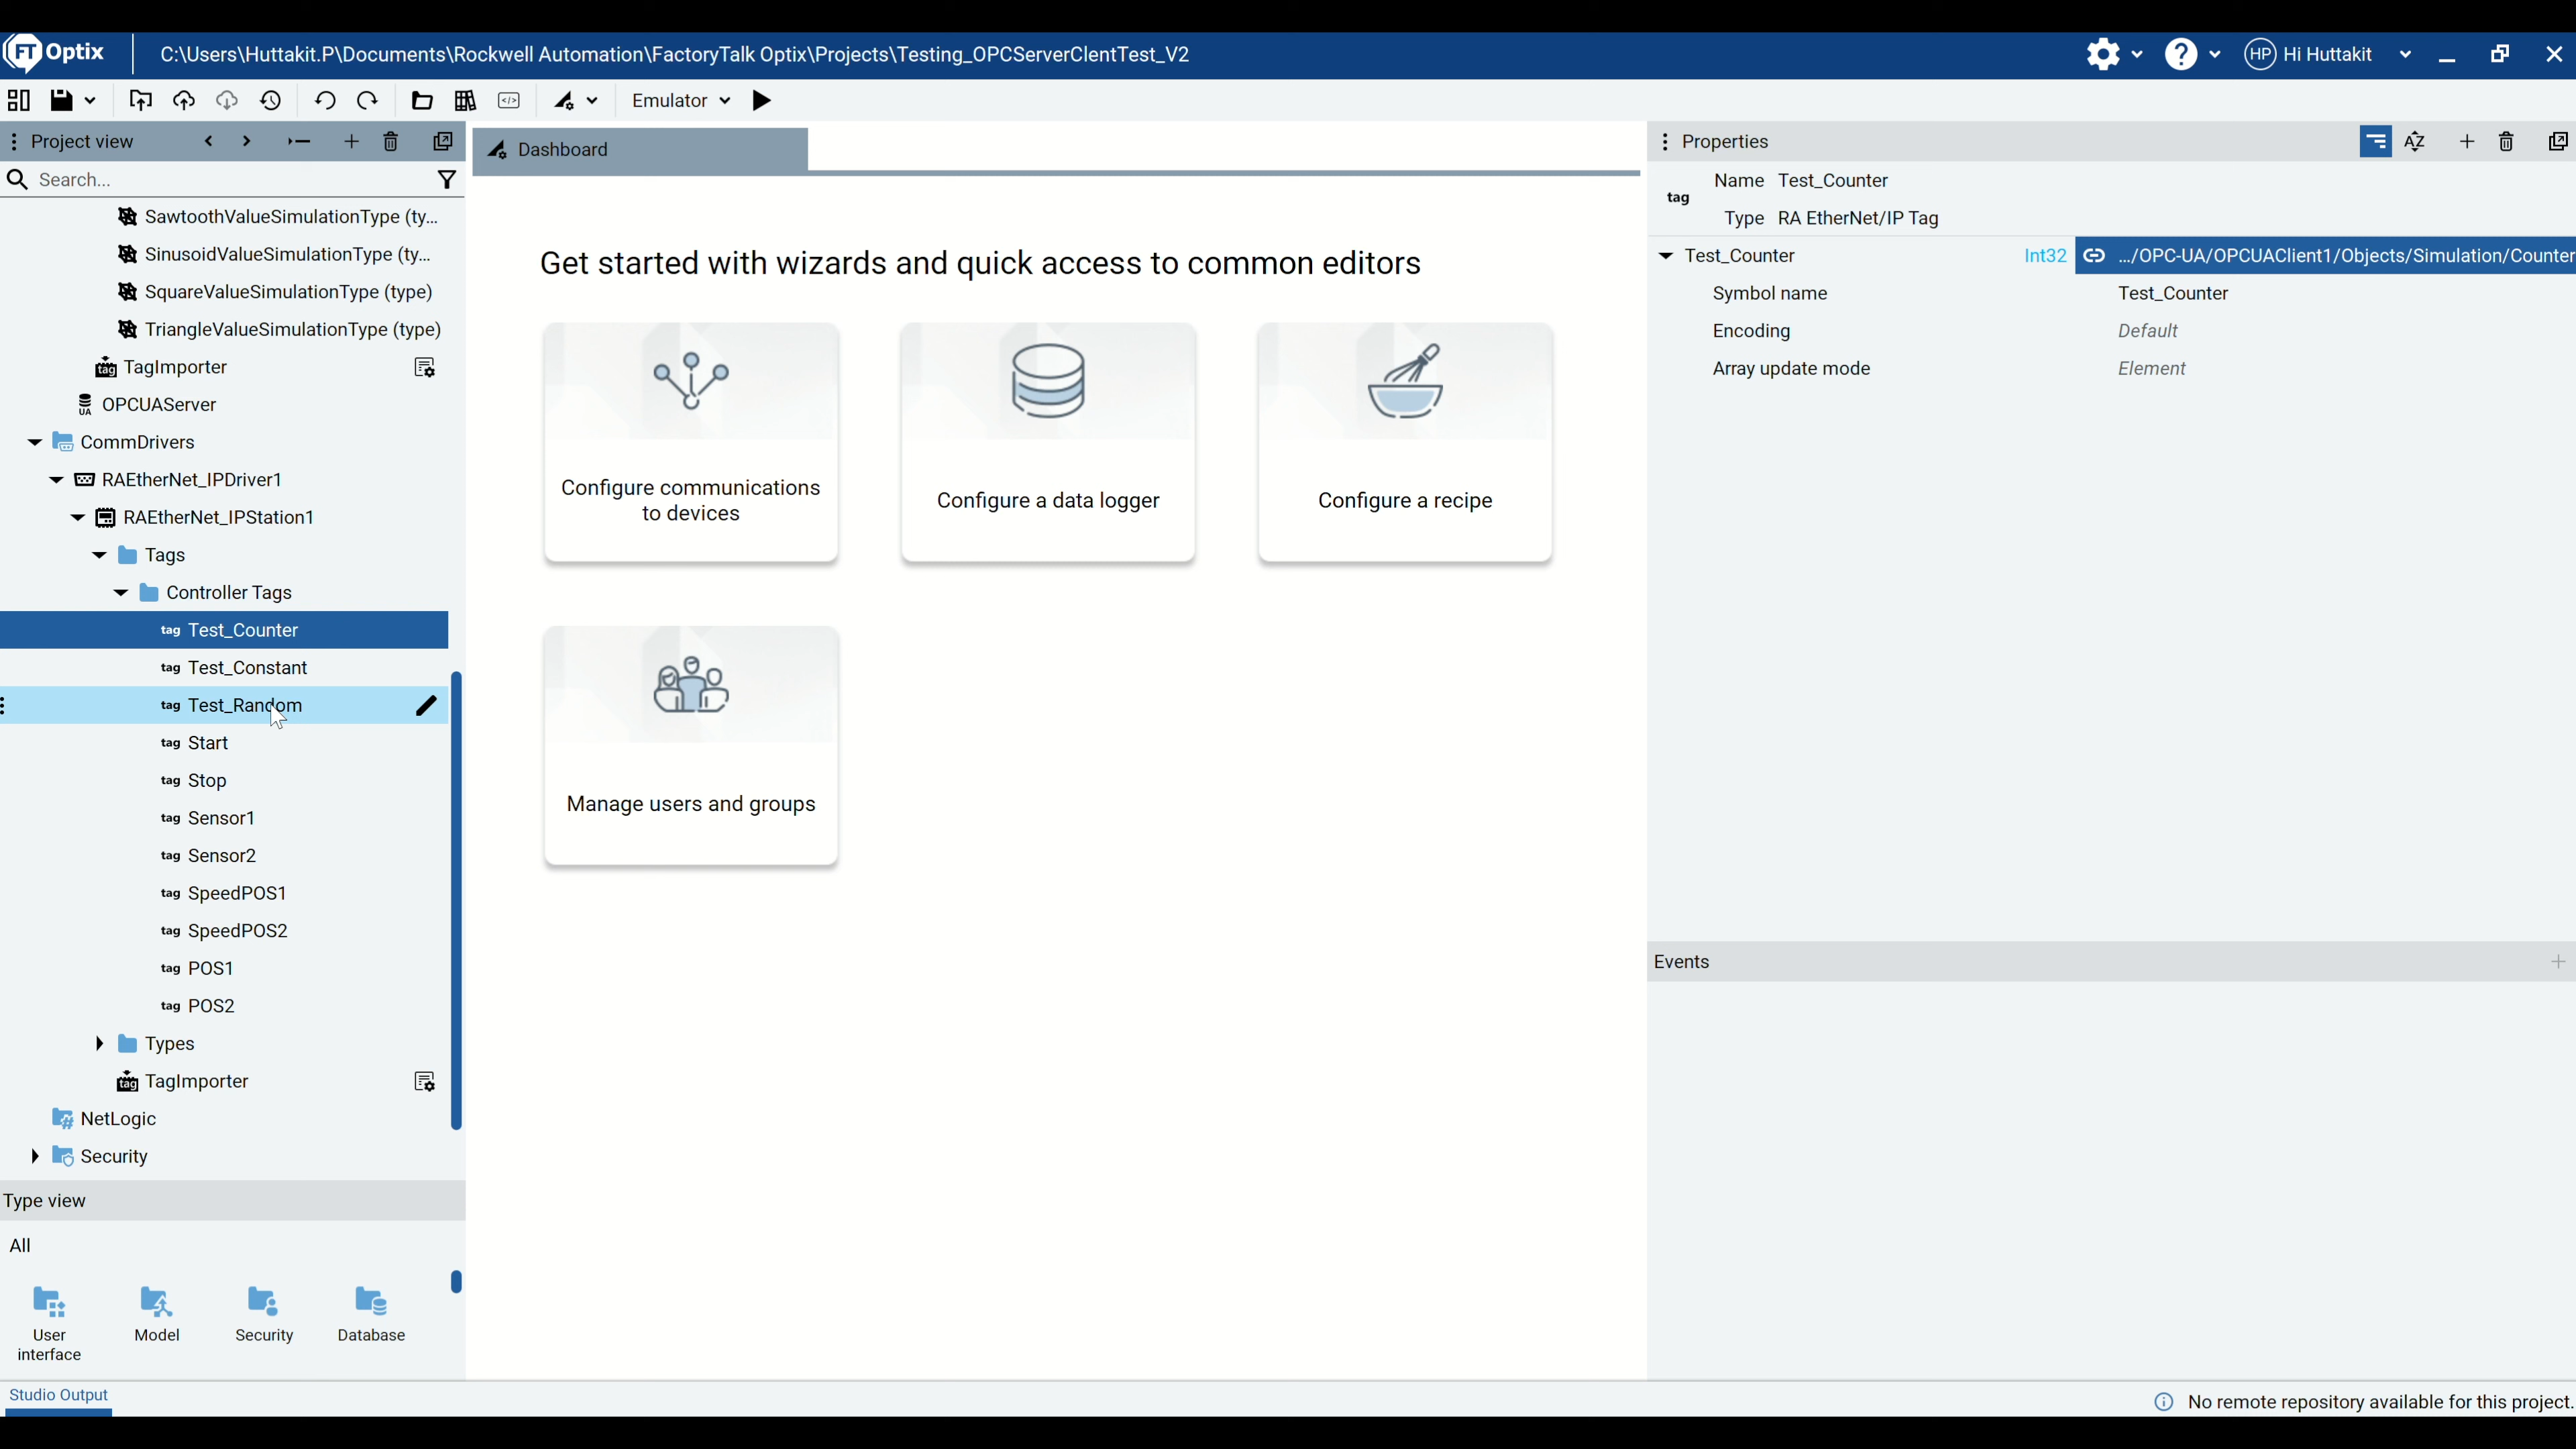 FT Optix
C:\Users\Huttakit.P\Documents\Rockwell Automation\FactoryTalk Optix\Projects\Testing_OPCServerClentTest_V2
HP Hi Huttakit
Emulator
Project view
Search...
SawtoothValueSimulationType (ty...
SinusoidValueSimulationType (ty...
SquareValueSimulationType (type)
TriangleValueSimulationType (type)
tag TagImporter
UA OPCUAServer
CommDrivers
RAEtherNet_IPDriver1
RAEtherNet_IPStation1
Tags
Controller Tags
tag Test_Counter
tag Test_Constant
tag Test_Random
tag Start
tag Stop
tag Sensor1
tag Sensor2
tag SpeedPOS1
tag SpeedPOS2
tag POS1
tag POS2
Types
tag TagImporter
NetLogic
Security
Type view
All
User interface
Model
Security
Database
Studio Output
Dashboard
Get started with wizards and quick access to common editors
Configure communications
to devices
Configure a data logger
Configure a recipe
Manage users and groups
Properties
AZ
tag
Name Test_Counter
Type RA EtherNet/IP Tag
Test_Counter Int32 .../OPC-UA/OPCUAClient1/Objects/Simulation/Counter
Symbol name Test_Counter
Encoding Default
Array update mode Element
Events
No remote repository available for this project.